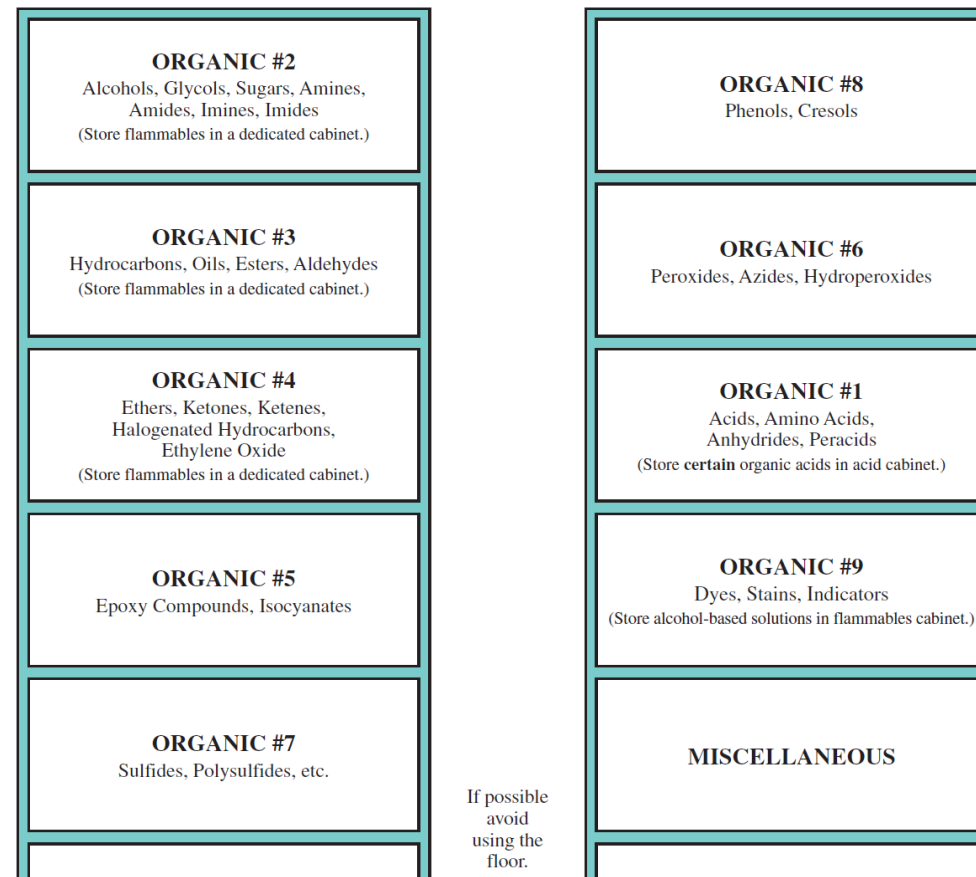 ORGANIC #2
Alcohols, Glycols, Sugars, Amines,
Amides, Imines, Imides
(Store flammables in a dedicated cabinet.)
ORGANIC #3
Hydrocarbons, Oils, Esters, Aldehydes
(Store flammables in a dedicated cabinet.)
ORGANIC #4
Ethers, Ketones, Ketenes,
Halogenated Hydrocarbons,
Ethylene Oxide
(Store flammables in a dedicated cabinet.)
ORGANIC #5
Epoxy Compounds, Isocyanates
ORGANIC #7
Sulfides, Polysulfides, etc.
If possible
avoid
using the
floor.
ORGANIC #8
Phenols, Cresols
ORGANIC #6
Peroxides, Azides, Hydroperoxides
ORGANIC #1
Acids, Amino Acids,
Anhydrides, Peracids
(Store certain organic acids in acid cabinet.)
ORGANIC #9
Dyes, Stains, Indicators
(Store alcohol-based solutions in flammables cabinet.)
MISCELLANEOUS